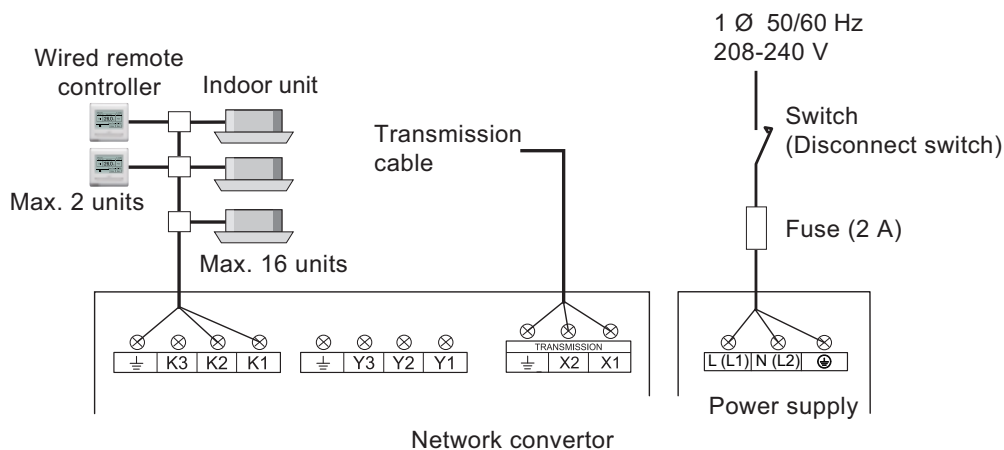 1 Ø 50/60 Hz
208-240 V
Wired remote
controller
Indoor unit
Switch
(Disconnect switch)
Transmission
cable
Max. 2 units
Fuse (2 A)
Max. 16 units
K3 K2 K1
Y3 Y2 Y1
TRANSMISSION
X2 X1
L (L1) N (L2)
Power supply
Network convertor